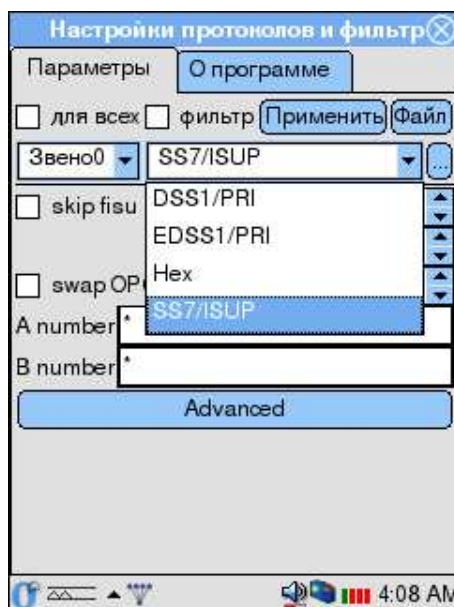 Настройки протоколов и фильтр
Параметры О программе
для всех фильтр Применить Файл
Звено0 SS7/ISUP ...
skip fisu DSS1/PRI
EDSS1/PRI
swap OP Hex
SS7/ISUP
A number *
B number *
Advanced
4:08 AM